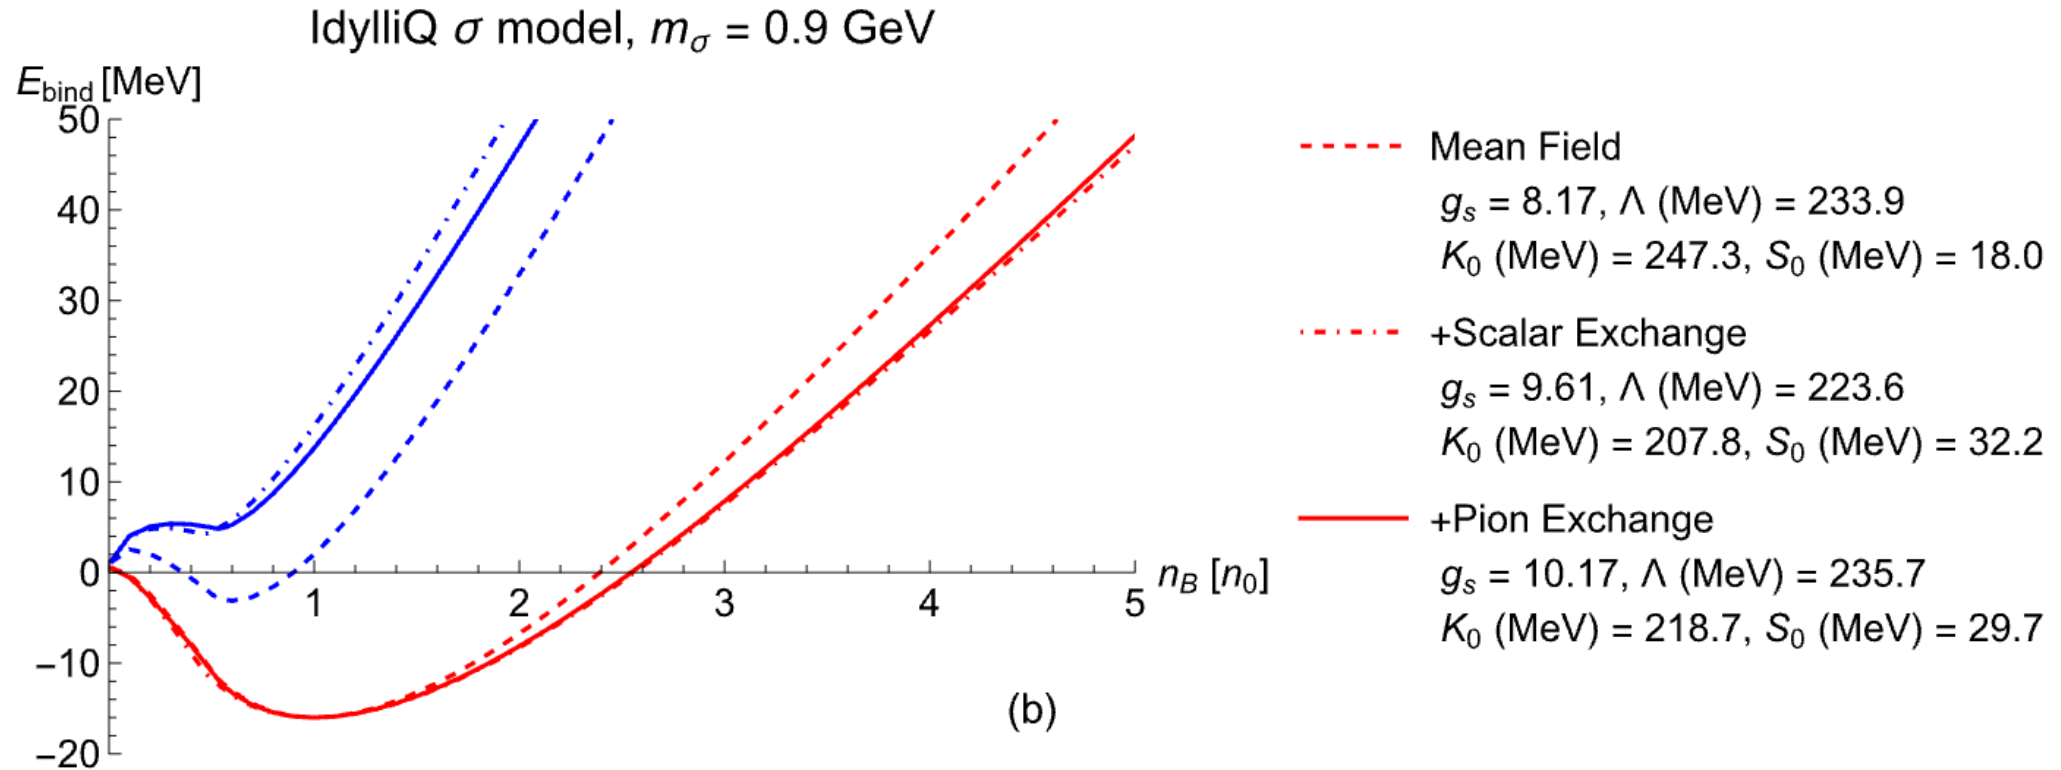 IdylliQ σ model, mσ = 0.9 GeV
Ebind [MeV]
50
40
30
20
10
0
−10
−20
1
2
3
4
5
nB [n0]
(b)
Mean Field
gs = 8.17, Λ (MeV) = 233.9
K0 (MeV) = 247.3, S0 (MeV) = 18.0
+Scalar Exchange
gs = 9.61, Λ (MeV) = 223.6
K0 (MeV) = 207.8, S0 (MeV) = 32.2
+Pion Exchange
gs = 10.17, Λ (MeV) = 235.7
K0 (MeV) = 218.7, S0 (MeV) = 29.7